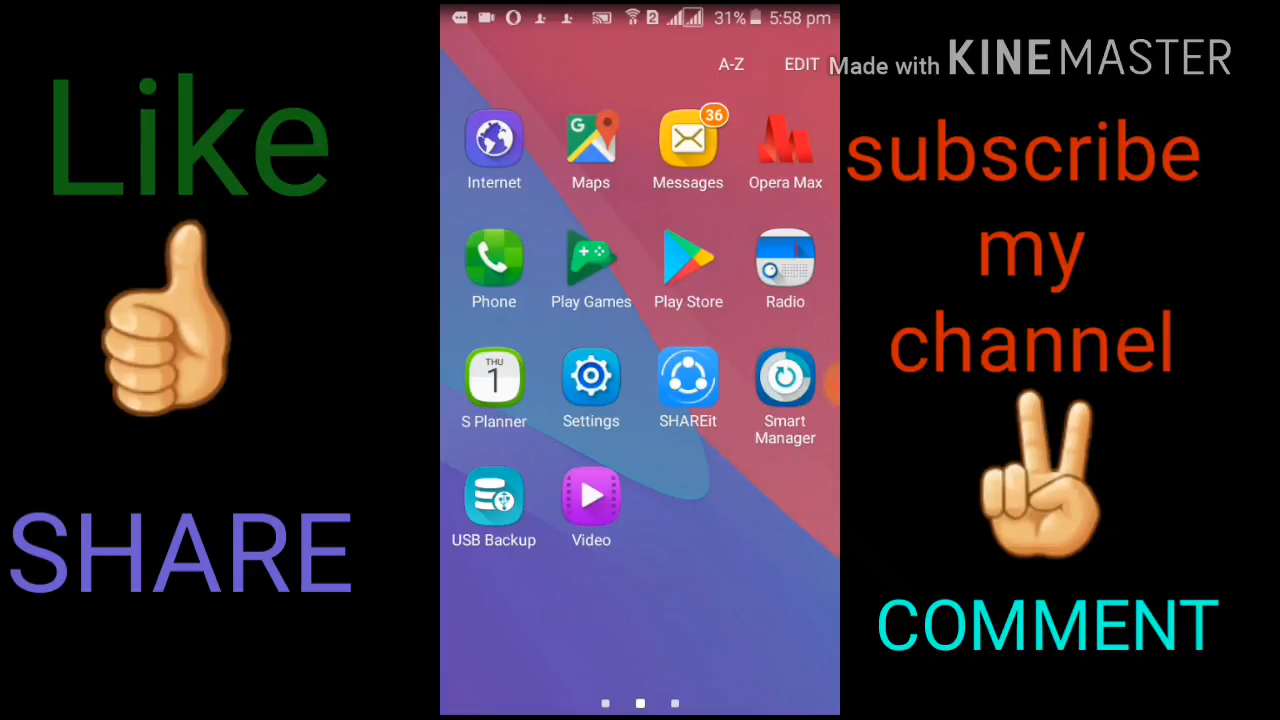 Like
SHARE
31% 5:58 pm
2
A-Z EDIT
36
Internet Maps Messages Opera Max
Phone Play Games Play Store Radio
THU
1
S Planner Settings SHAREit Smart
Manager
USB Backup Video
G
Made with KINEMASTER
subscribe
my
channel
COMMENT